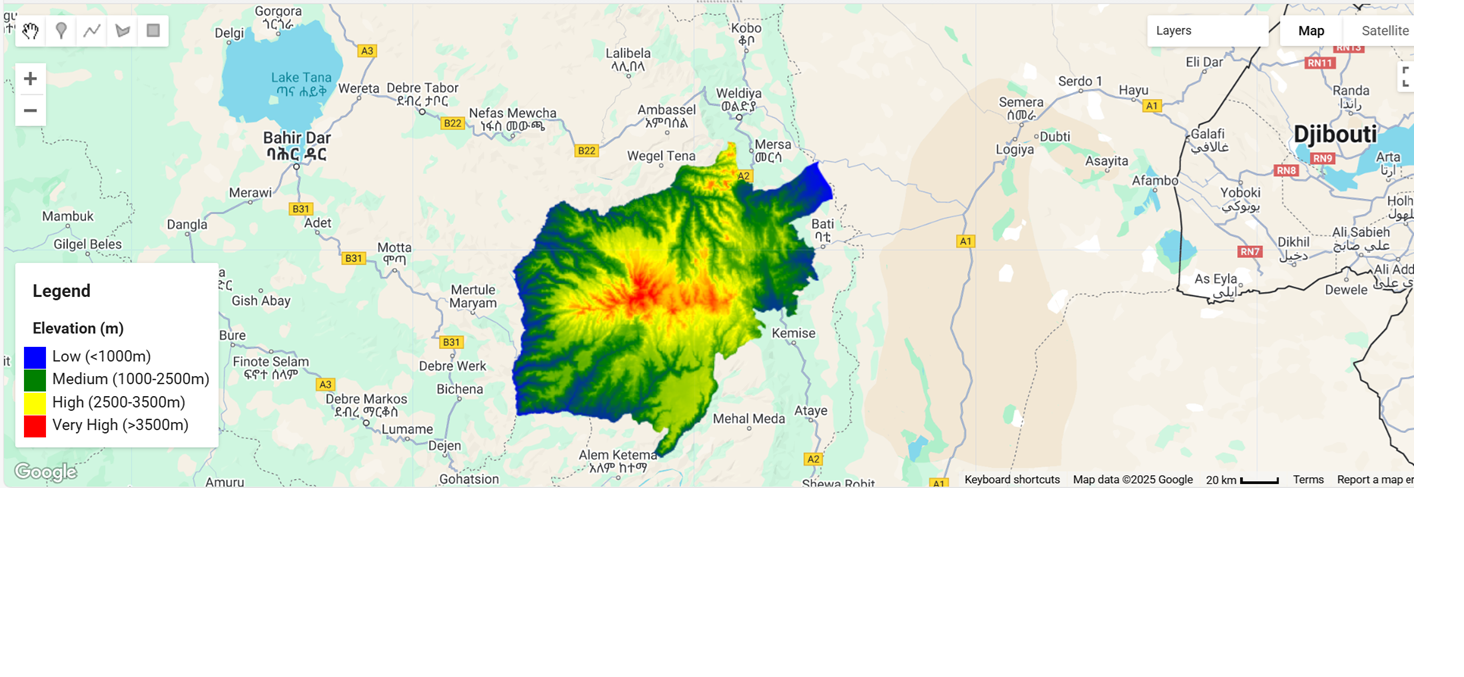 Gorgora
ጎርጎራ
Delgi
A3
Lake Tana
ጣና ሐይቅ
Wereta
Debre Tabor
ደብረ ታቦር
B22
Nefas Mewcha
ነፋስ መውጫ
Bahir Dar
ባሕር ዳር
B22
Lalibela
ላሊበላ
Kobo
ቆቦ
Weldiya
ወልድያ
Ambassel
አምባሰል
Wegel Tena
Mersa
መርሳ
A2
Merawi
B31
Adet
Dangla
Mambuk
Gilgel Beles
B31
Motta
ሞጣ
Gish Abay
Mertule
Maryam
Bure
B31
Debre Werk
Finote Selam
ፍኖተ ሰላም
A3
Bichena
Debre Markos
ደብረ ማርቆስ
Lumame
Dejen
Amuru
Gohatsion
Bati
ባቲ
Kemise
Mehal Meda
Ataye
Alem Ketema
አለም ከተማ
A2
Shewa Robit
Serdo 1
Semera
ሰመራ
Hayu
A1
Eli Dar
Logiya
Dubti
Asayita
Afambo
A1
A1
Galafi
غالافي
RN13
RN11
Randa
راندا
Djibouti
RN9
RN8
Arta
ارتا
Yoboki
يوبوكي
RN7
Dikhil
دخيل
Ali Sabieh
علي صابح
As Eyla
Dewele
Ali Add
Layers
Map
Satellite
Legend
Elevation (m)
Low (<1000m)
Medium (1000-2500m)
High (2500-3500m)
Very High (>3500m)
Google
Keyboard shortcuts
Map data ©2025 Google
20 km
Terms
Report a map er